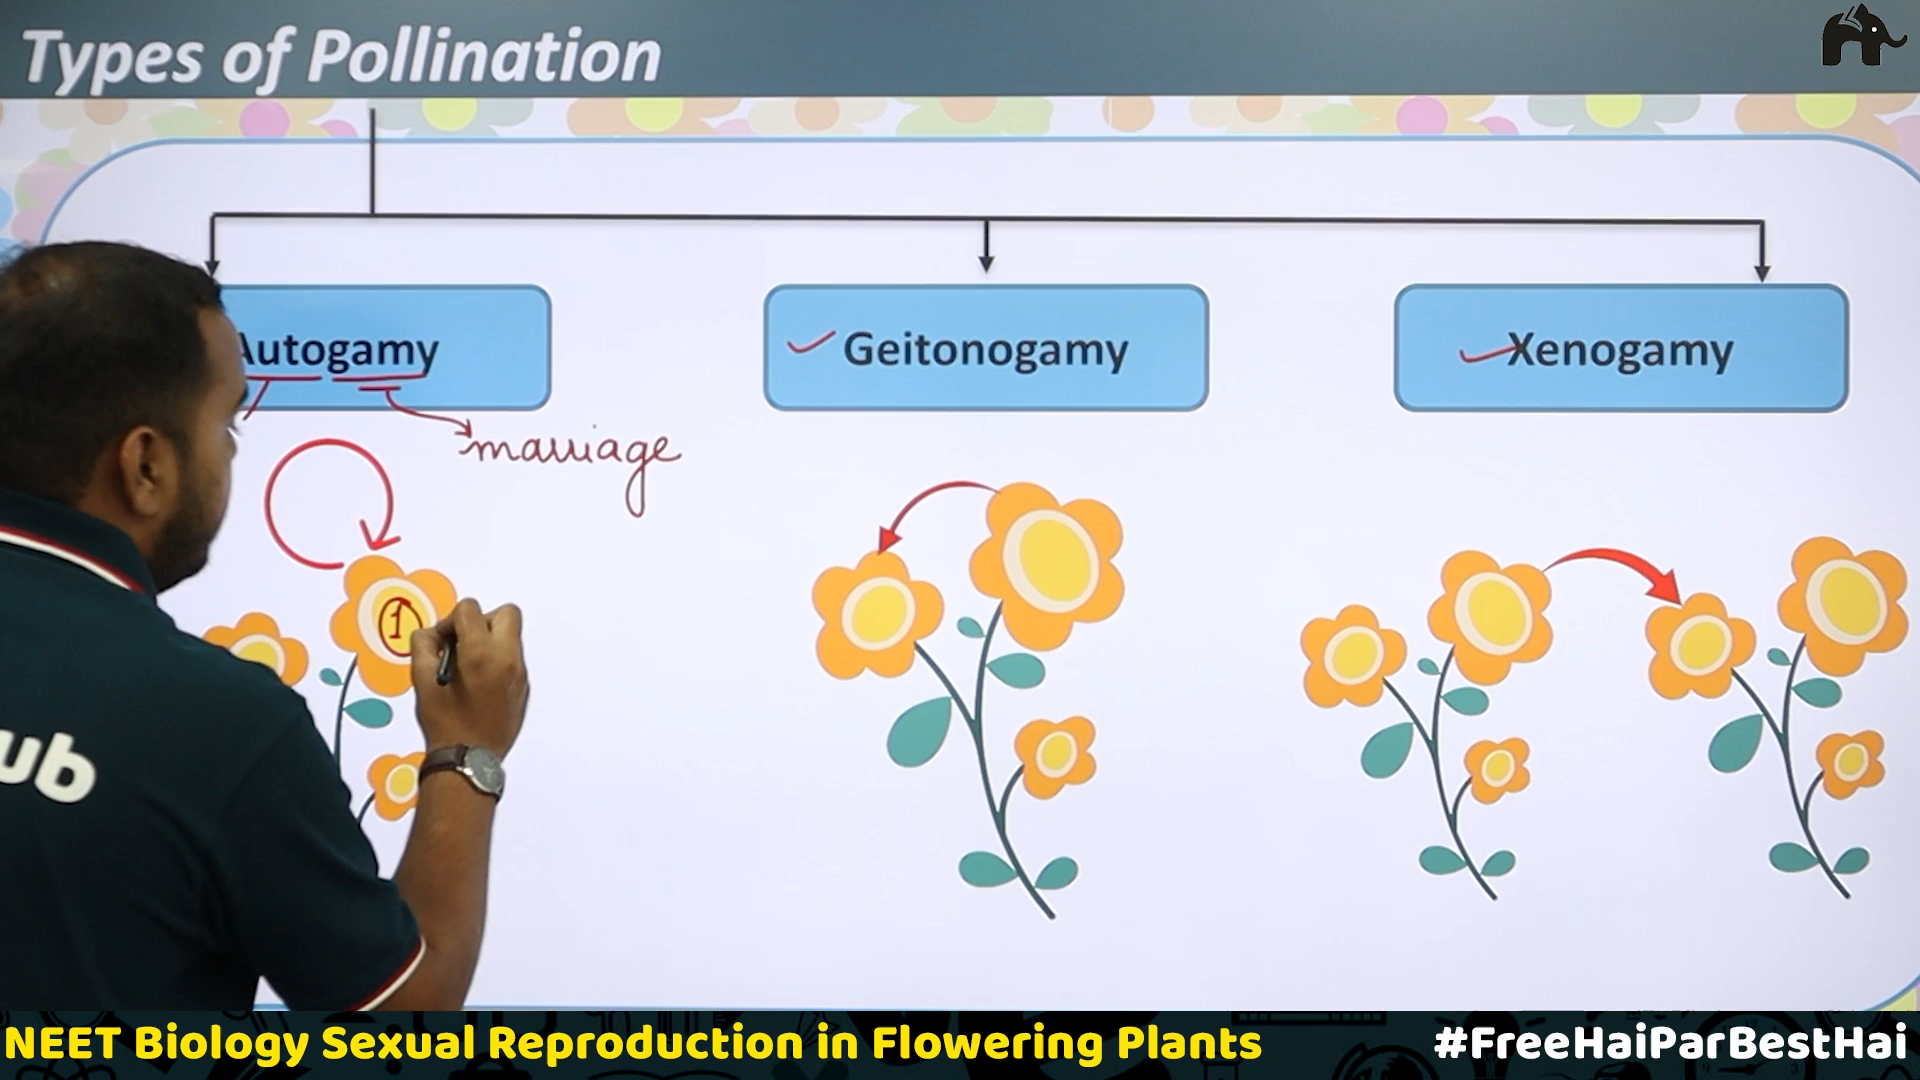 Types of Pollination
Autogamy
Geitonogamy
Xenogamy
marriage
1
ub
NEET Biology Sexual Reproduction in Flowering Plants
#FreeHaiParBestHai